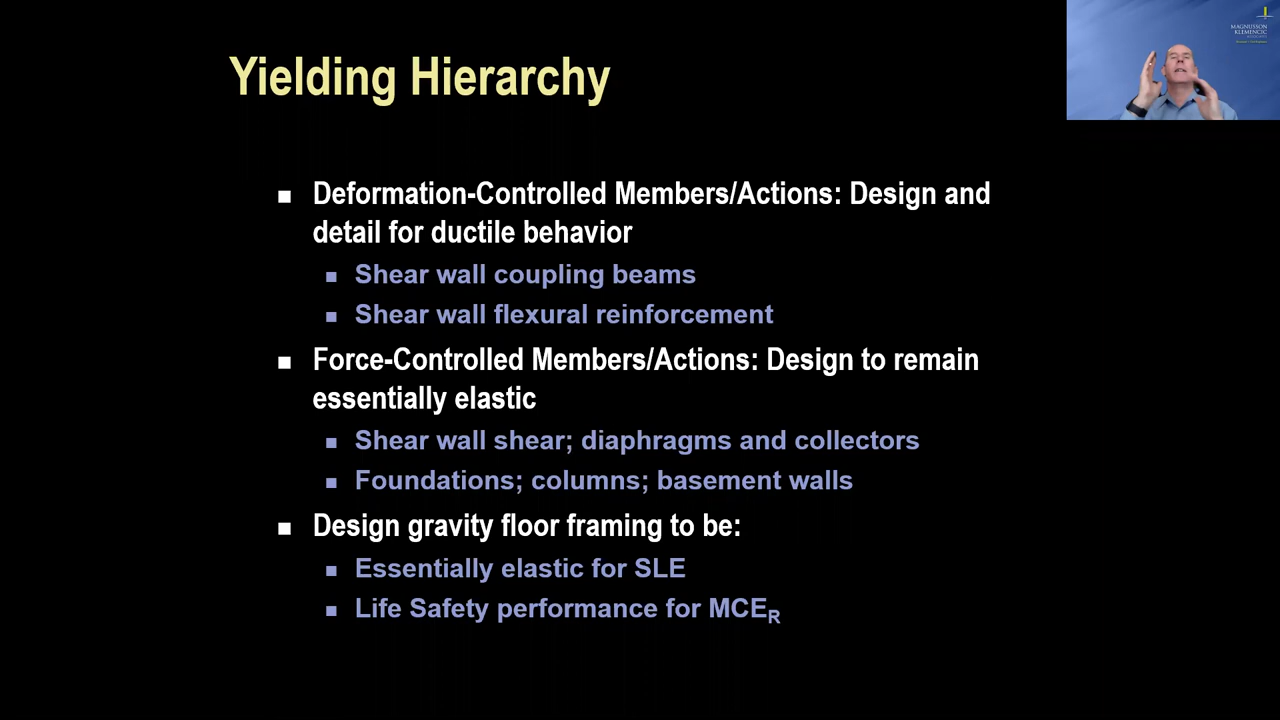 Yielding Hierarchy
MAGNUSSON
KLEMENCIC
Deformation-Controlled Members/Actions: Design and
detail for ductile behavior
Shear wall coupling beams
Shear wall flexural reinforcement
Force-Controlled Members/Actions: Design to remain
essentially elastic
Shear wall shear; diaphragms and collectors
Foundations; columns; basement walls
Design gravity floor framing to be:
Essentially elastic for SLE
Life Safety performance for MCER